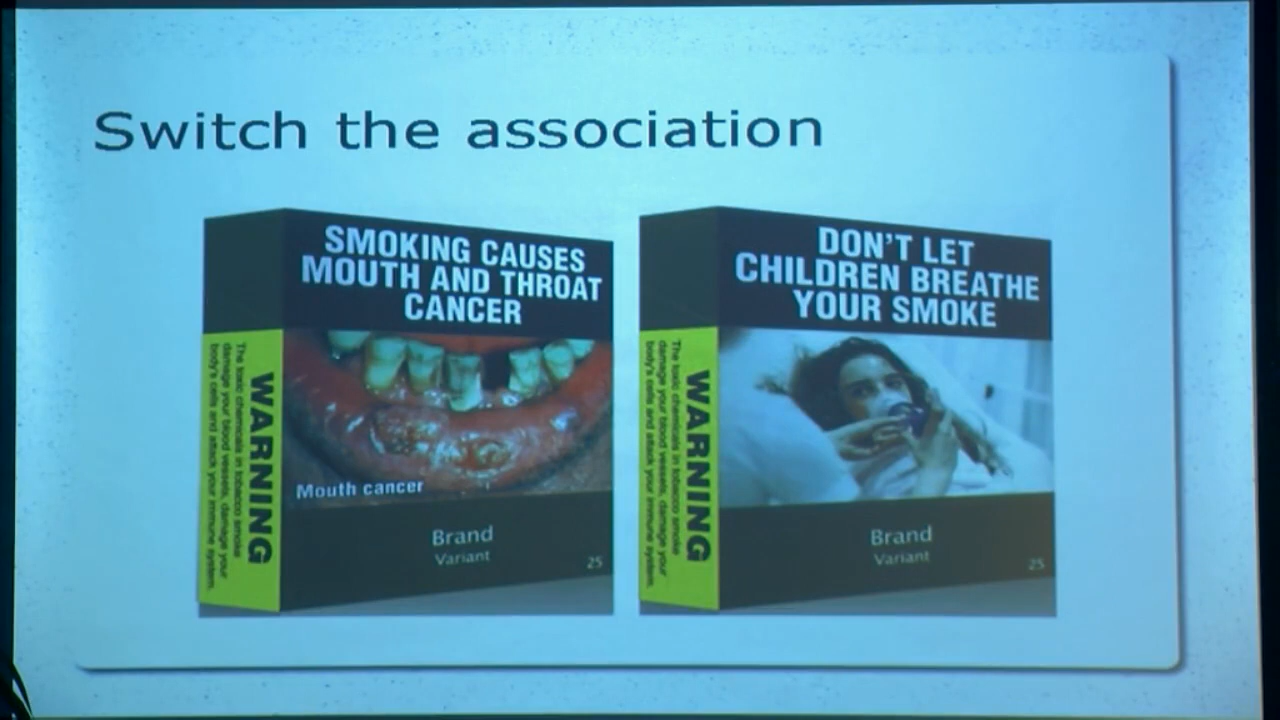 Switch the association
SMOKING CAUSES
MOUTH AND THROAT
CANCER
WARNING
The toxic chemicals in tobacco smoke
damage your blood vessels, damage your
body's cells and attack your immune system.
Mouth cancer
Brand
Variant
25
DON'T LET
CHILDREN BREATHE
YOUR SMOKE
WARNING
The toxic chemicals in tobacco smoke
damage your blood vessels, damage your
body's cells and attack your immune system.
Brand
Variant
25